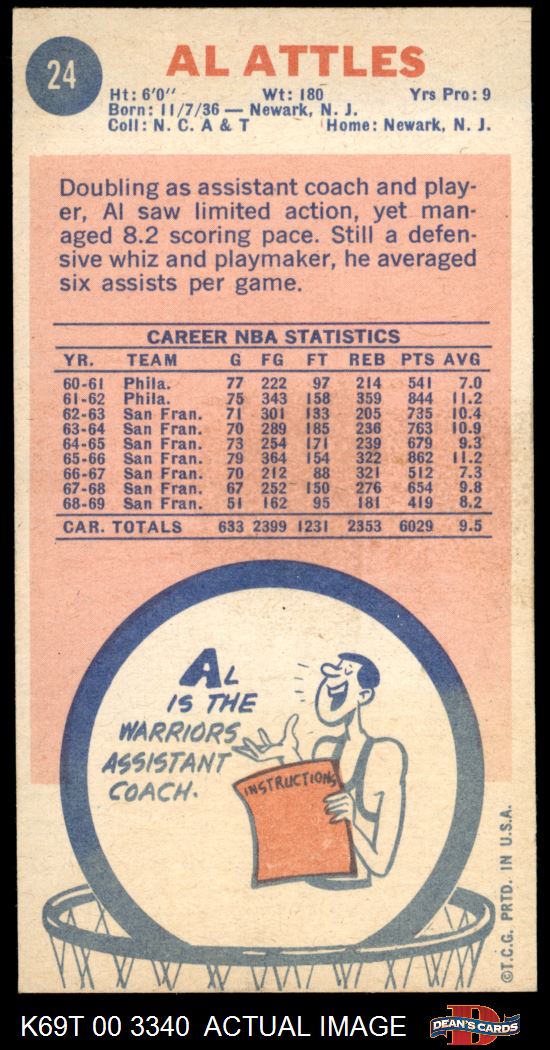 24
AL ATTLES
Ht: 6'0" Wt: 180 Yrs Pro: 9
Born: 11/7/36 — Newark, N. J.
Coll: N. C. A & T Home: Newark, N. J.
Doubling as assistant coach and play-
er, Al saw limited action, yet man-
aged 8.2 scoring pace. Still a defen-
sive whiz and playmaker, he averaged
six assists per game.
CAREER NBA STATISTICS
YR. TEAM G FG FT REB PTS AVG
60-61 Phila. 77 222 97 214 541 7.0
61-62 Phila. 75 343 158 359 844 11.2
62-63 San Fran. 71 301 133 205 735 10.4
63-64 San Fran. 70 289 185 236 763 10.9
64-65 San Fran. 73 254 171 239 679 9.3
65-66 San Fran. 79 364 154 322 862 11.2
66-67 San Fran. 70 212 88 321 512 7.3
67-68 San Fran. 67 252 150 276 654 9.8
68-69 San Fran. 51 162 95 181 419 8.2
CAR. TOTALS 633 2399 1231 2353 6029 9.5
AL
IS THE
WARRIORS
ASSISTANT
COACH.
INSTRUCTIONS
©T.C.G. PRTD. IN U.S.A.
K69T 00 3340 ACTUAL IMAGE
D
DEAN'S CARDS